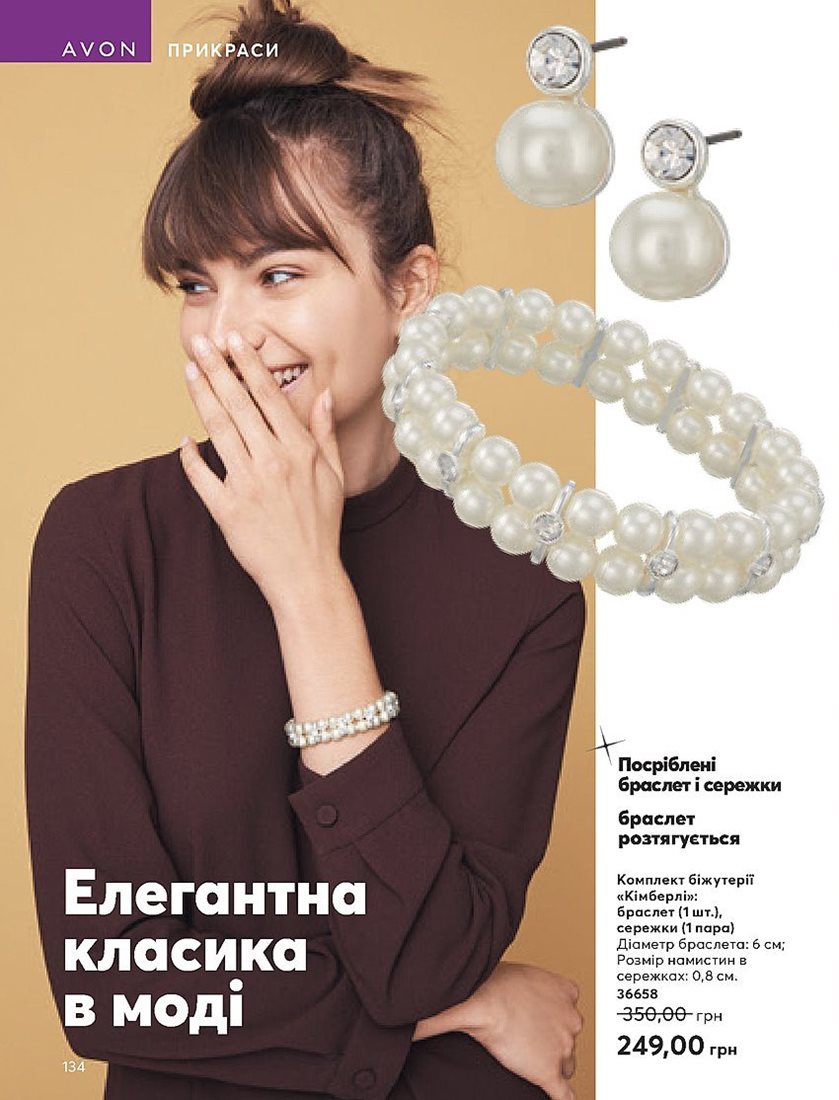 AVON ПРИКРАСИ
Посріблені
браслет і сережки
браслет
розтягується
Комплект біжутерії
«Кімберлі»:
браслет (1 шт.),
сережки (1 пара)
Діаметр браслета: 6 см;
Розмір намистин в
сережках: 0,8 см.
36658
350,00 грн
249,00 грн
Елегантна
класика
в моді
134